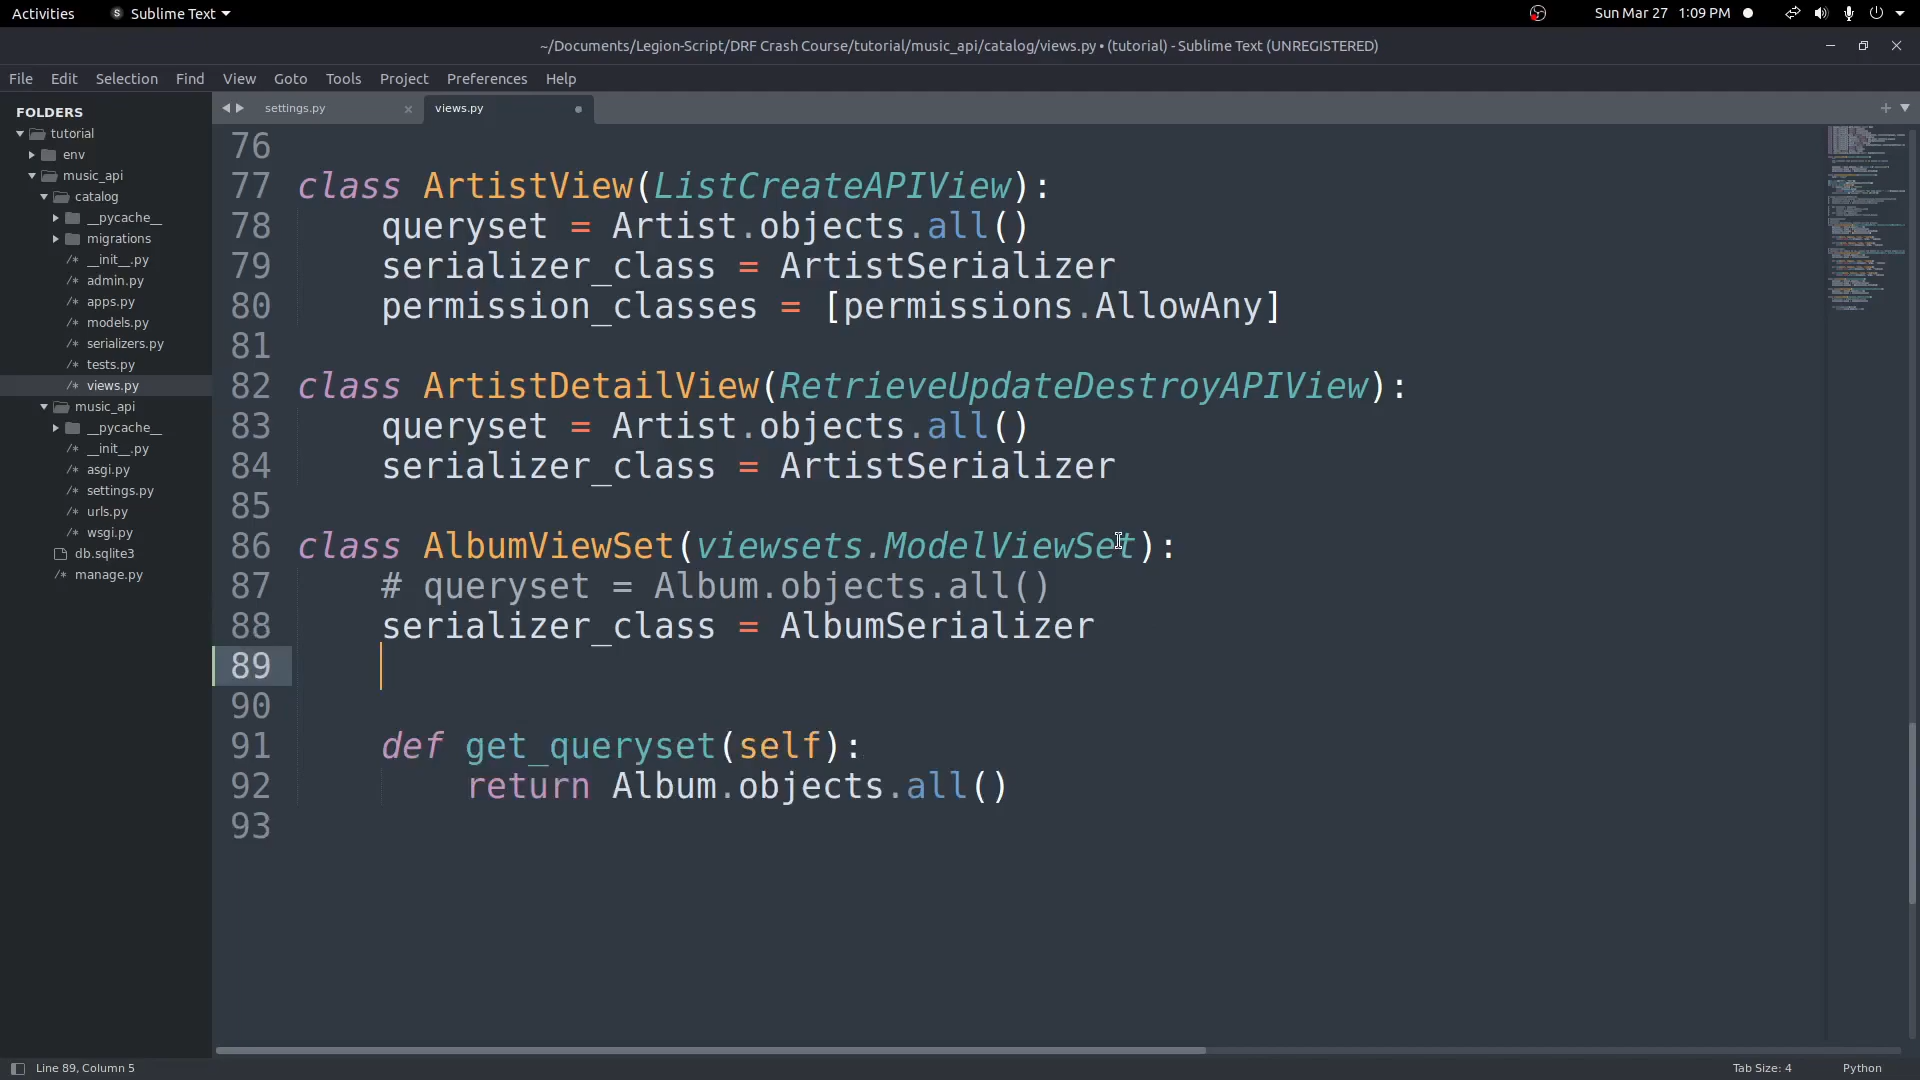 Activities
Sublime Text
Sun Mar 27 1:09 PM
~/Documents/Legion-Script/DRF Crash Course/tutorial/music_api/catalog/views.py • (tutorial) - Sublime Text (UNREGISTERED)
File Edit Selection Find View Goto Tools Project Preferences Help
FOLDERS
tutorial
env
music_api
catalog
__pycache__
migrations
/* __init__.py
/* admin.py
/* apps.py
/* models.py
/* serializers.py
/* tests.py
/* views.py
music_api
__pycache__
/* __init__.py
/* asgi.py
/* settings.py
/* urls.py
/* wsgi.py
db.sqlite3
/* manage.py
settings.py
views.py
76
77 class ArtistView(ListCreateAPIView):
78     queryset = Artist.objects.all()
79     serializer_class = ArtistSerializer
80     permission_classes = [permissions.AllowAny]
81
82 class ArtistDetailView(RetrieveUpdateDestroyAPIView):
83     queryset = Artist.objects.all()
84     serializer_class = ArtistSerializer
85
86 class AlbumViewSet(viewsets.ModelViewSet):
87     # queryset = Album.objects.all()
88     serializer_class = AlbumSerializer
89
90
91     def get_queryset(self):
92         return Album.objects.all()
93
Line 89, Column 5
Tab Size: 4
Python